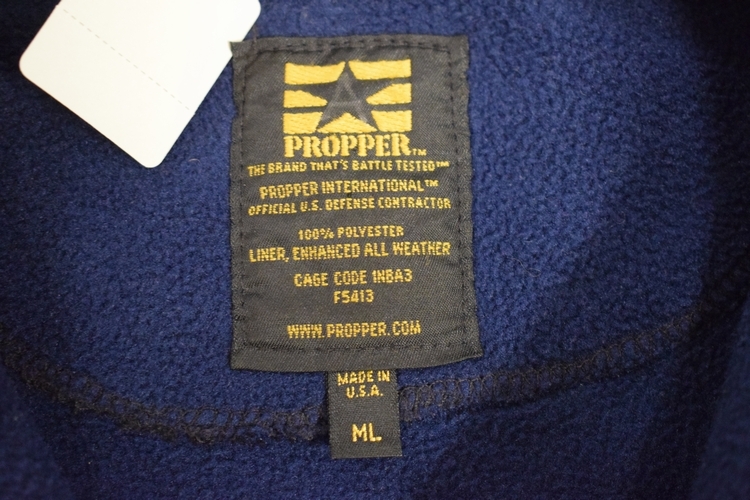 A
PROPPER™
THE BRAND THAT'S BATTLE TESTED™
PROPPER INTERNATIONAL™
OFFICIAL U.S. DEFENSE CONTRACTOR
100% POLYESTER
LINER, ENHANCED ALL WEATHER
CAGE CODE 1NBA3
F5413
WWW.PROPPER.COM
MADE IN
U.S.A.
ML